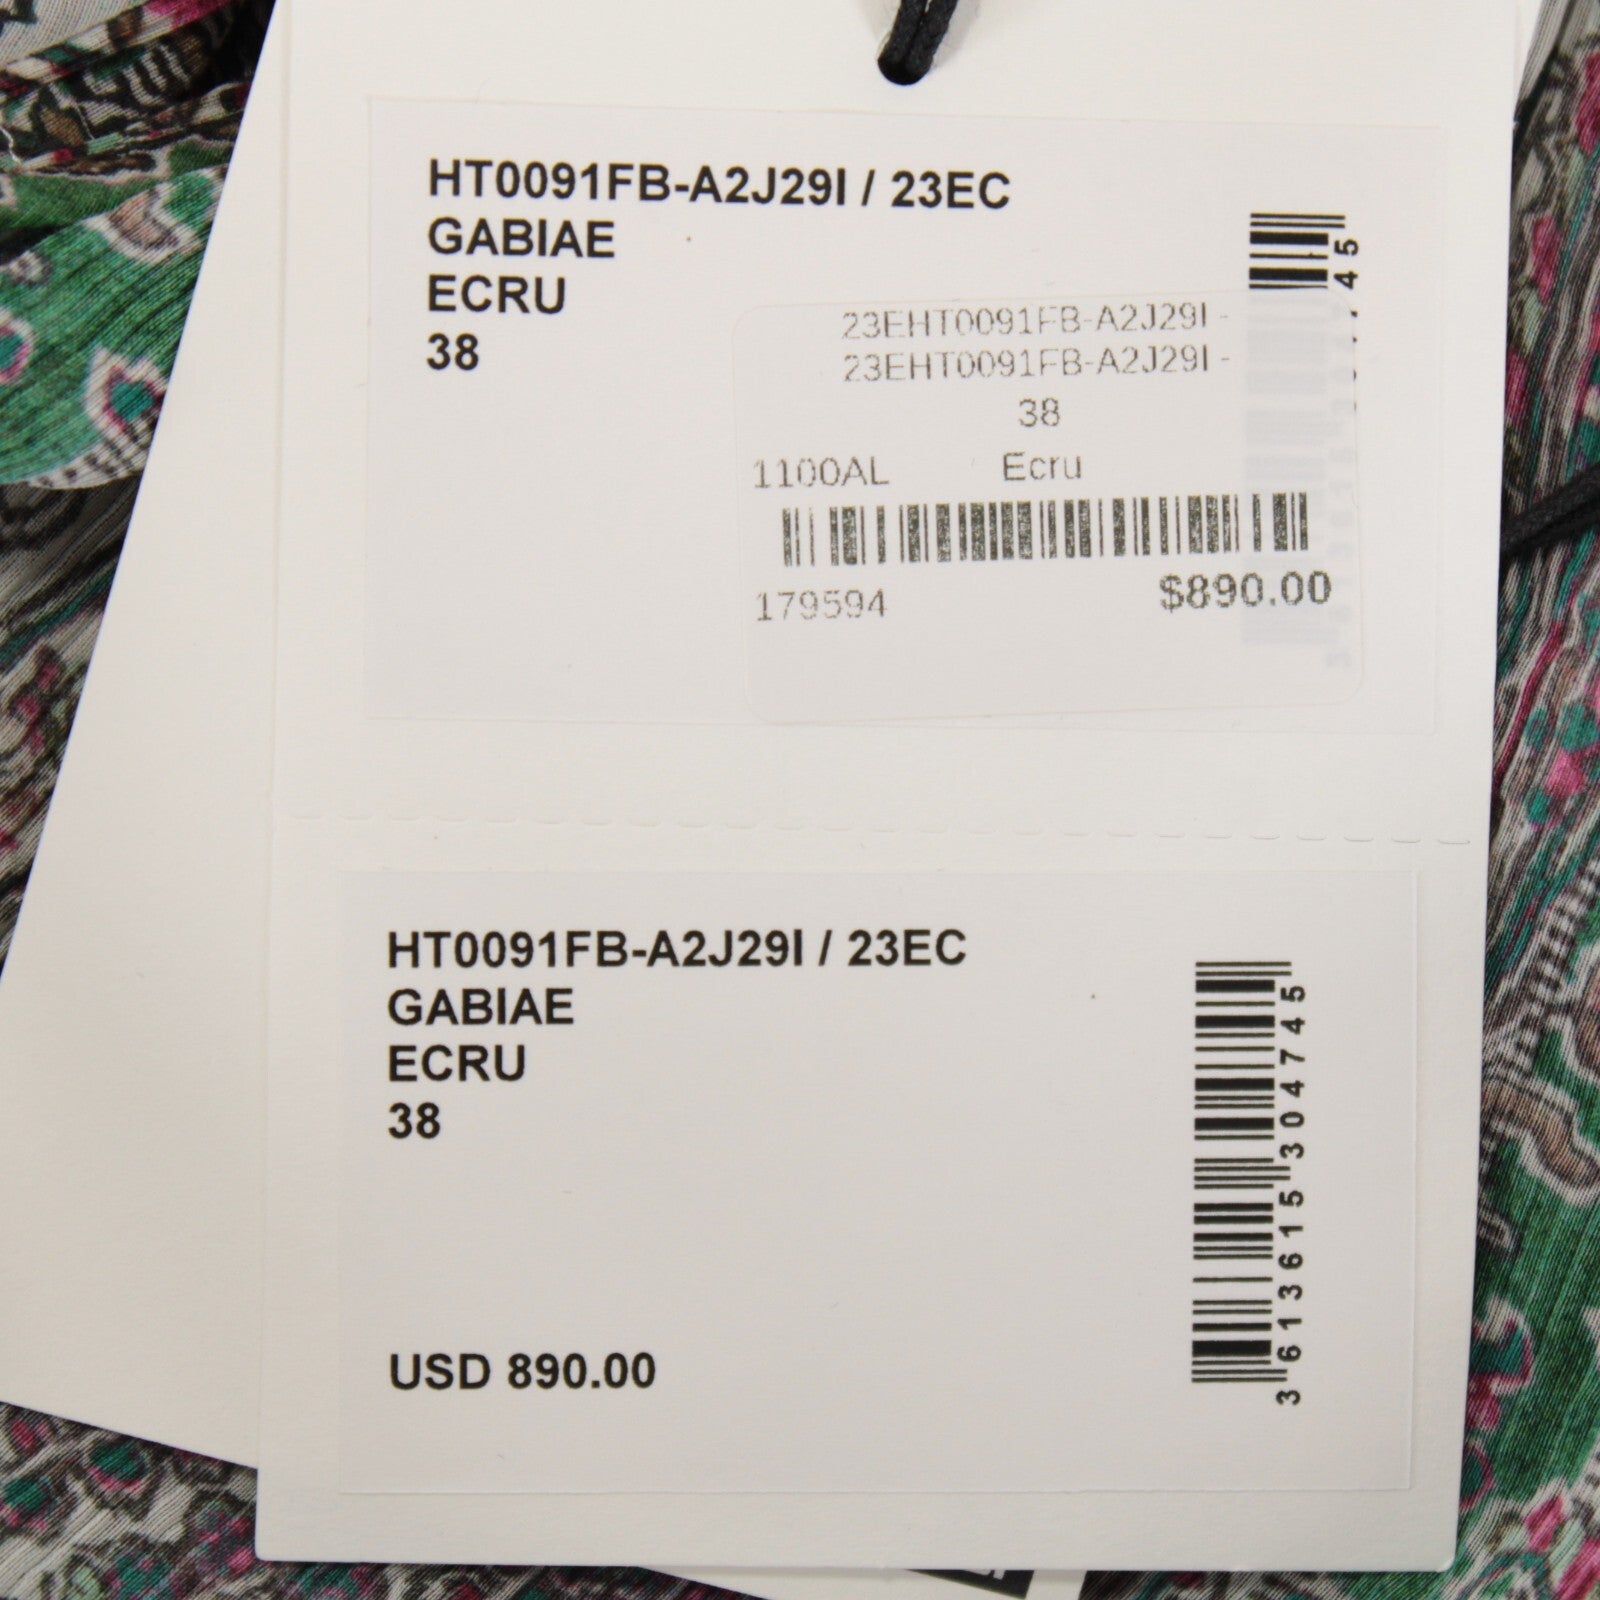 HT0091FB-A2J29I / 23EC
GABIAE
ECRU
38
745
23EHT0091FB-A2J29I -
23EHT0091FB-A2J29I -
38
1100AL Ecru
179594 $890.00
HT0091FB-A2J29I / 23EC
GABIAE
ECRU
38
USD 890.00
3613615304745